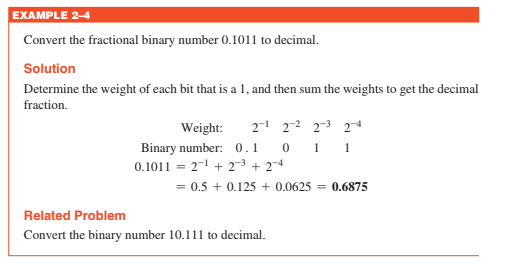 EXAMPLE 2–4
Convert the fractional binary number 0.1011 to decimal.
Solution
Determine the weight of each bit that is a 1, and then sum the weights to get the decimal
fraction.
Weight: 2⁻¹ 2⁻² 2⁻³ 2⁻⁴
Binary number: 0 . 1 0 1 1
0.1011 = 2⁻¹ + 2⁻³ + 2⁻⁴
= 0.5 + 0.125 + 0.0625 = 0.6875
Related Problem
Convert the binary number 10.111 to decimal.